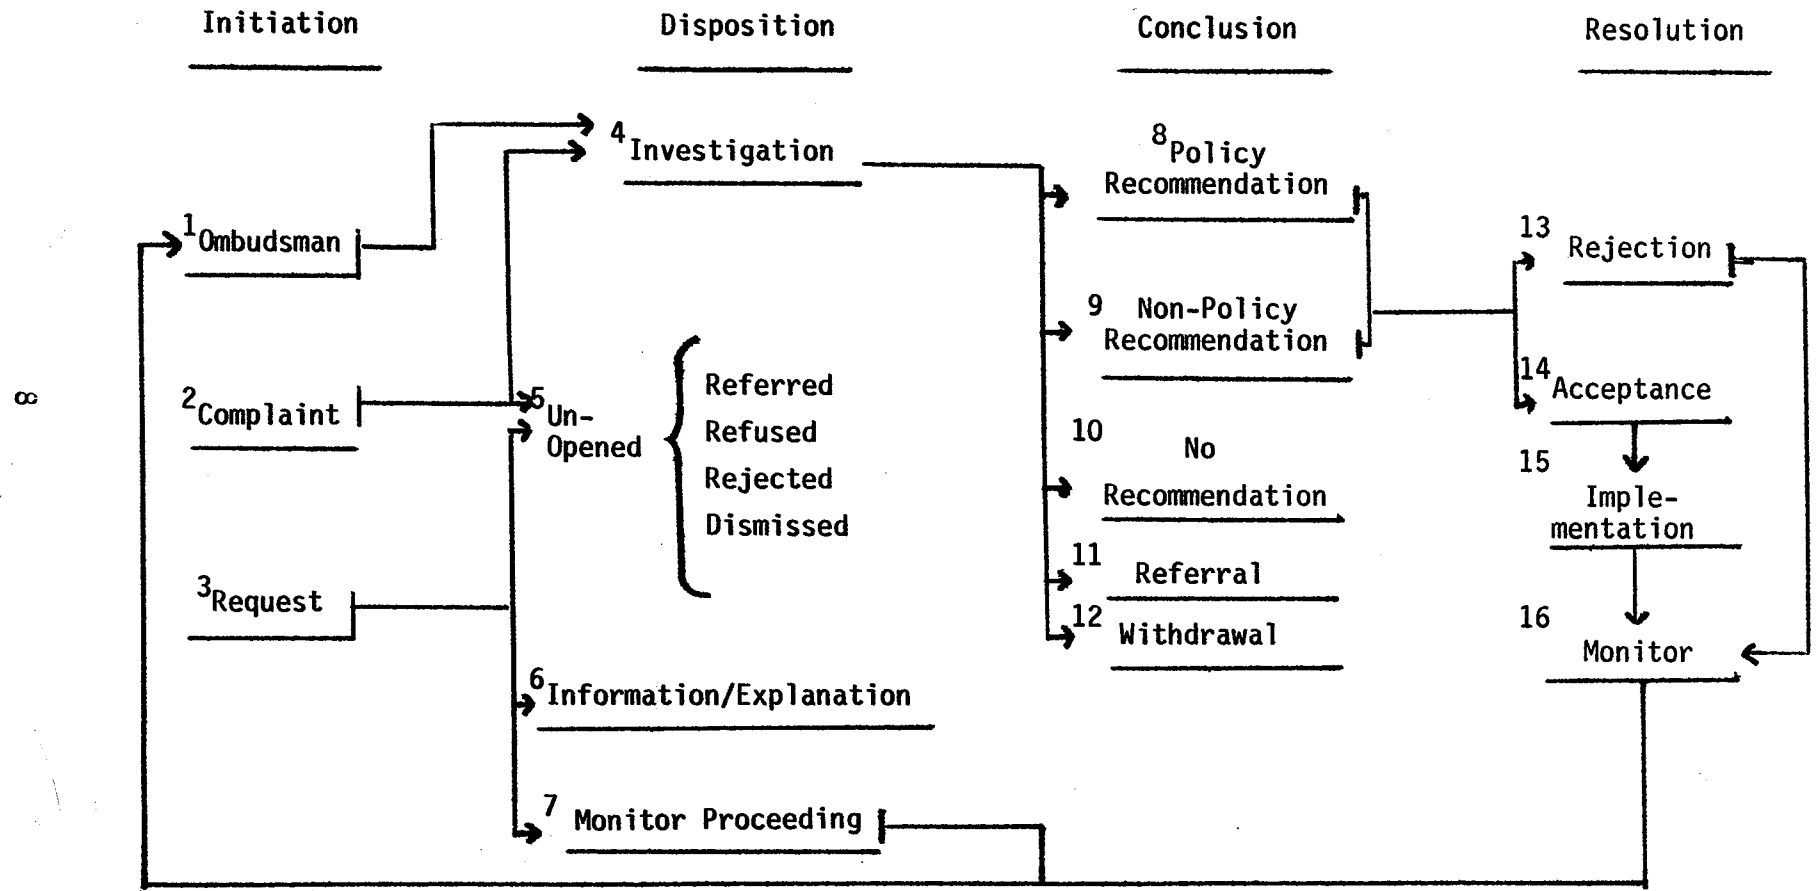 Initiation
Disposition
Conclusion
Resolution
1 Ombudsman
2 Complaint
3 Request
4 Investigation
5 Un-
Opened
Referred
Refused
Rejected
Dismissed
6 Information/Explanation
7 Monitor Proceeding
8 Policy
Recommendation
9 Non-Policy
Recommendation
10 No
Recommendation
11 Referral
12 Withdrawal
13 Rejection
14 Acceptance
15 Imple-
mentation
16 Monitor
8